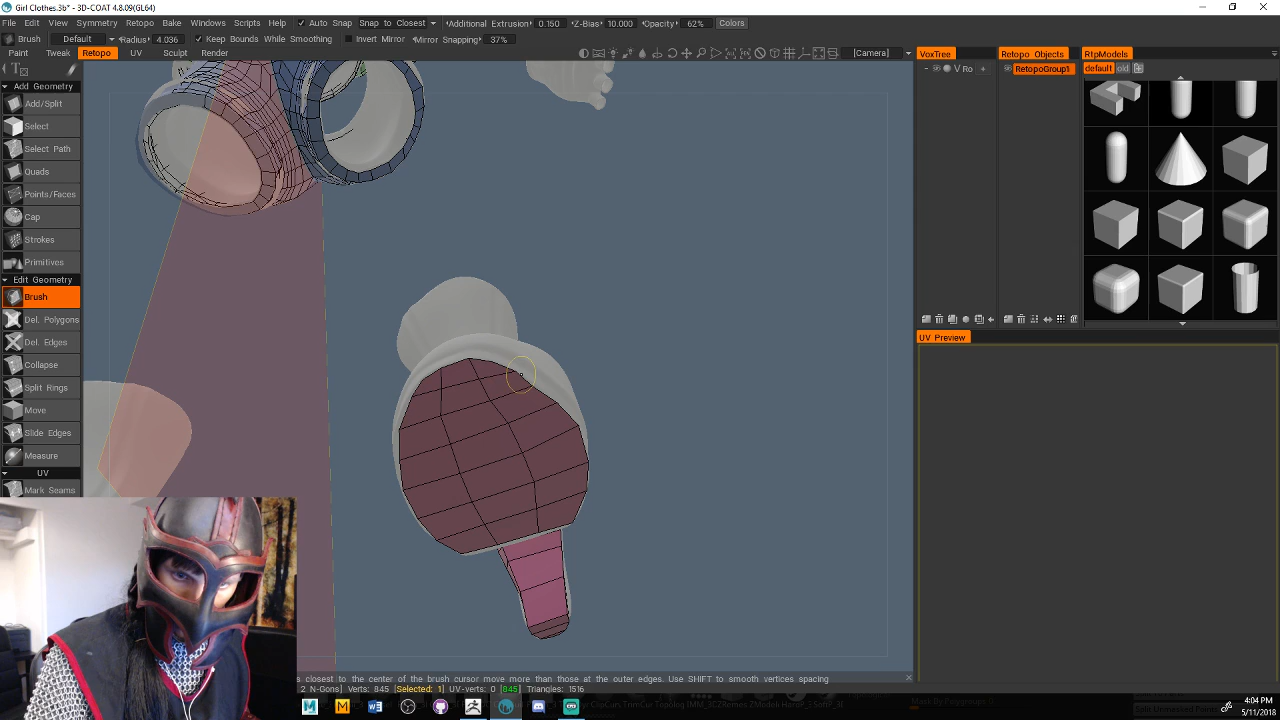 Girl Clothes.3b* - 3D-COAT 4.8.09(GL64)
File Edit View Symmetry Retopo Bake Windows Scripts Help Auto Snap Snap to Closest Additional Extrusion 0.150 Z-Bias 10.000 Opacity 62% Colors
Brush Default Radius 4.036 Keep Bounds While Smoothing Invert Mirror Mirror Snapping 37%
Paint Tweak Retopo UV Sculpt Render [Camera] VoxTree Retopo Objects RtpModels
V Ro + RetopoGroup1 default old
Add Geometry
Add/Split
Select
Select Path
Quads
Points/Faces
Cap
Strokes
Primitives
Edit Geometry
Brush
Del. Polygons
Del. Edges
Collapse
Split Rings
Move
Slide Edges
Measure
UV
Mark Seams
UV Preview
s closest to the center of the brush cursor move more than those at the outer edges. Use SHIFT to smooth vertices spacing
2 N-Gons] Verts: 845 [Selected: 1] UV-verts: 0 [845] Triangles: 1516
4:04 PM
5/11/2018